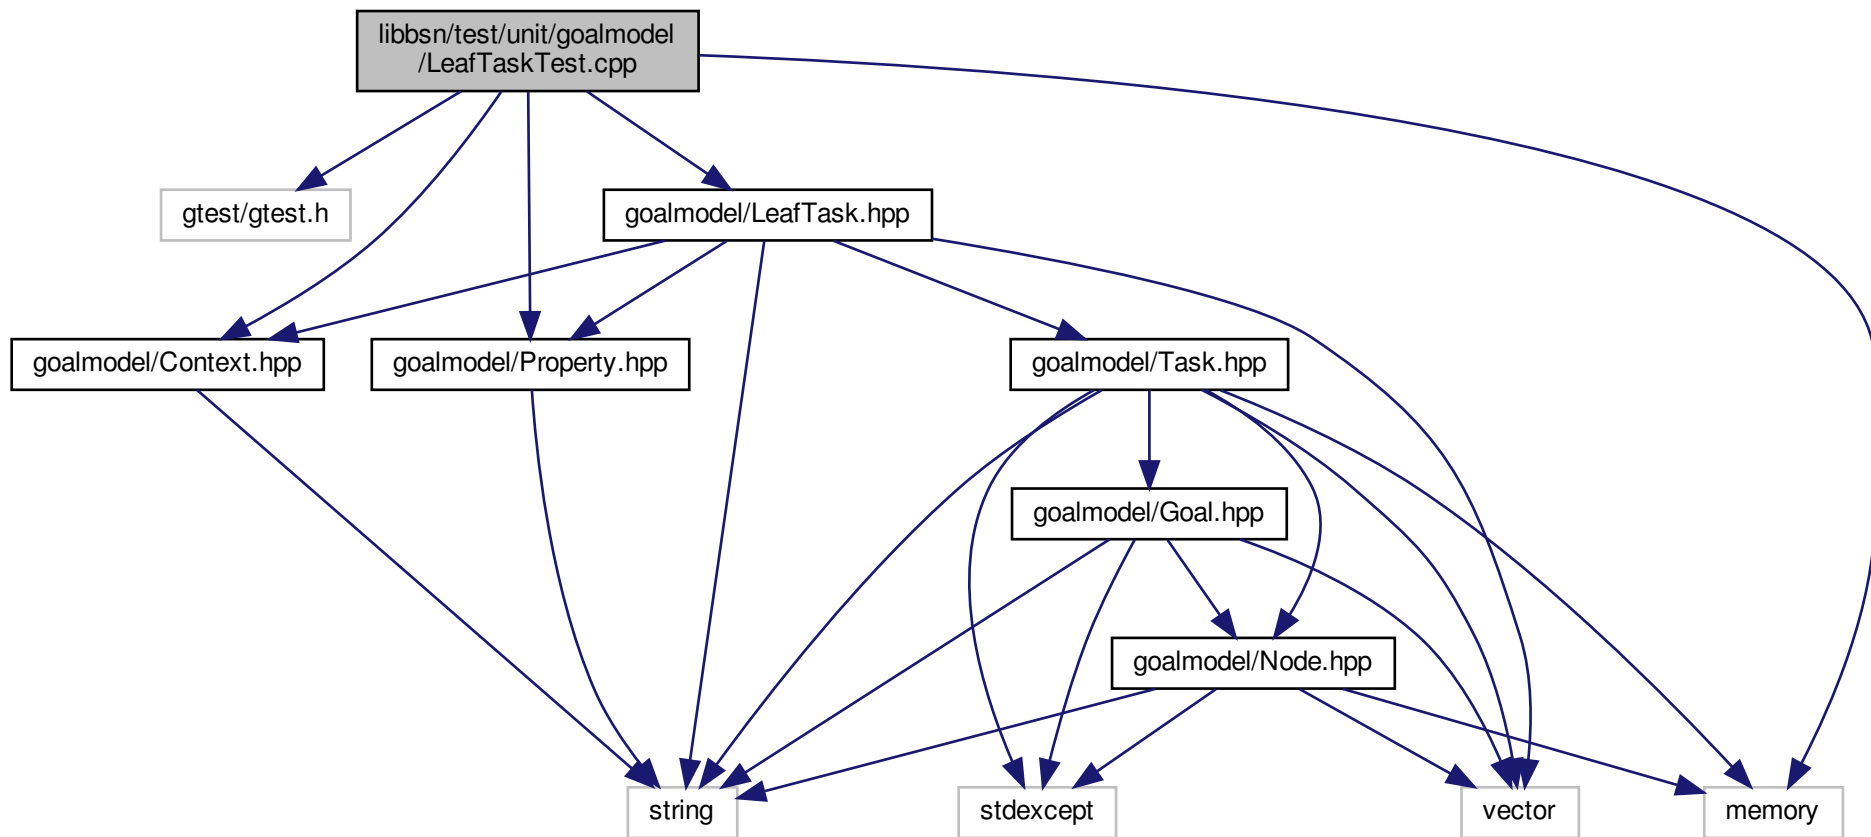 libbsn/test/unit/goalmodel
/LeafTaskTest.cpp
gtest/gtest.h
goalmodel/LeafTask.hpp
goalmodel/Context.hpp
goalmodel/Property.hpp
goalmodel/Task.hpp
goalmodel/Goal.hpp
goalmodel/Node.hpp
string
stdexcept
vector
memory